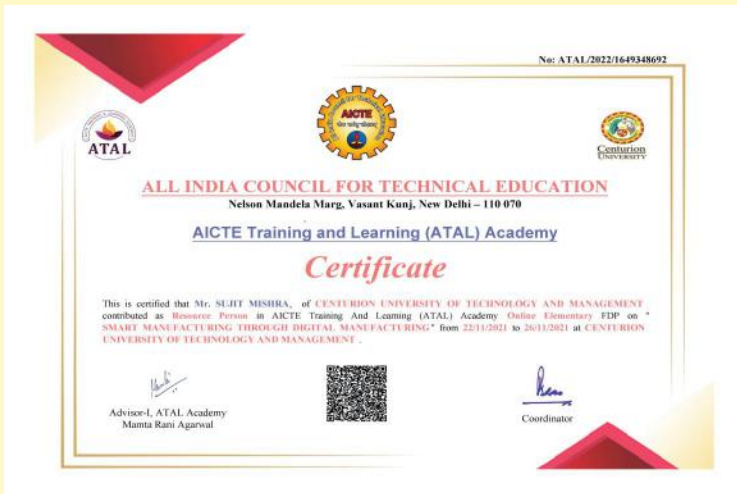 No: ATAL/2022/1649348692
ATAL
AICTE
Centurion
UNIVERSITY
ALL INDIA COUNCIL FOR TECHNICAL EDUCATION
Nelson Mandela Marg, Vasant Kunj, New Delhi – 110 070
AICTE Training and Learning (ATAL) Academy
Certificate
This is certified that Mr. SUJIT MISHRA, of CENTURION UNIVERSITY OF TECHNOLOGY AND MANAGEMENT
contributed as Resource Person in AICTE Training And Learning (ATAL) Academy Online Elementary FDP on "
SMART MANUFACTURING THROUGH DIGITAL MANUFACTURING" from 22/11/2021 to 26/11/2021 at CENTURION
UNIVERSITY OF TECHNOLOGY AND MANAGEMENT .
Advisor-I, ATAL Academy
Mamta Rani Agarwal
Coordinator